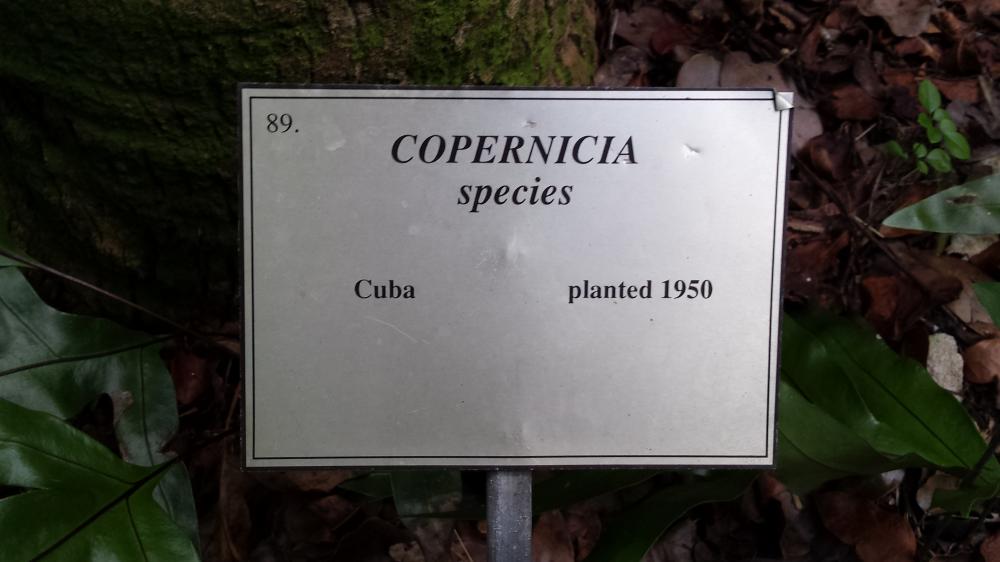 89.
COPERNICIA
species
Cuba planted 1950